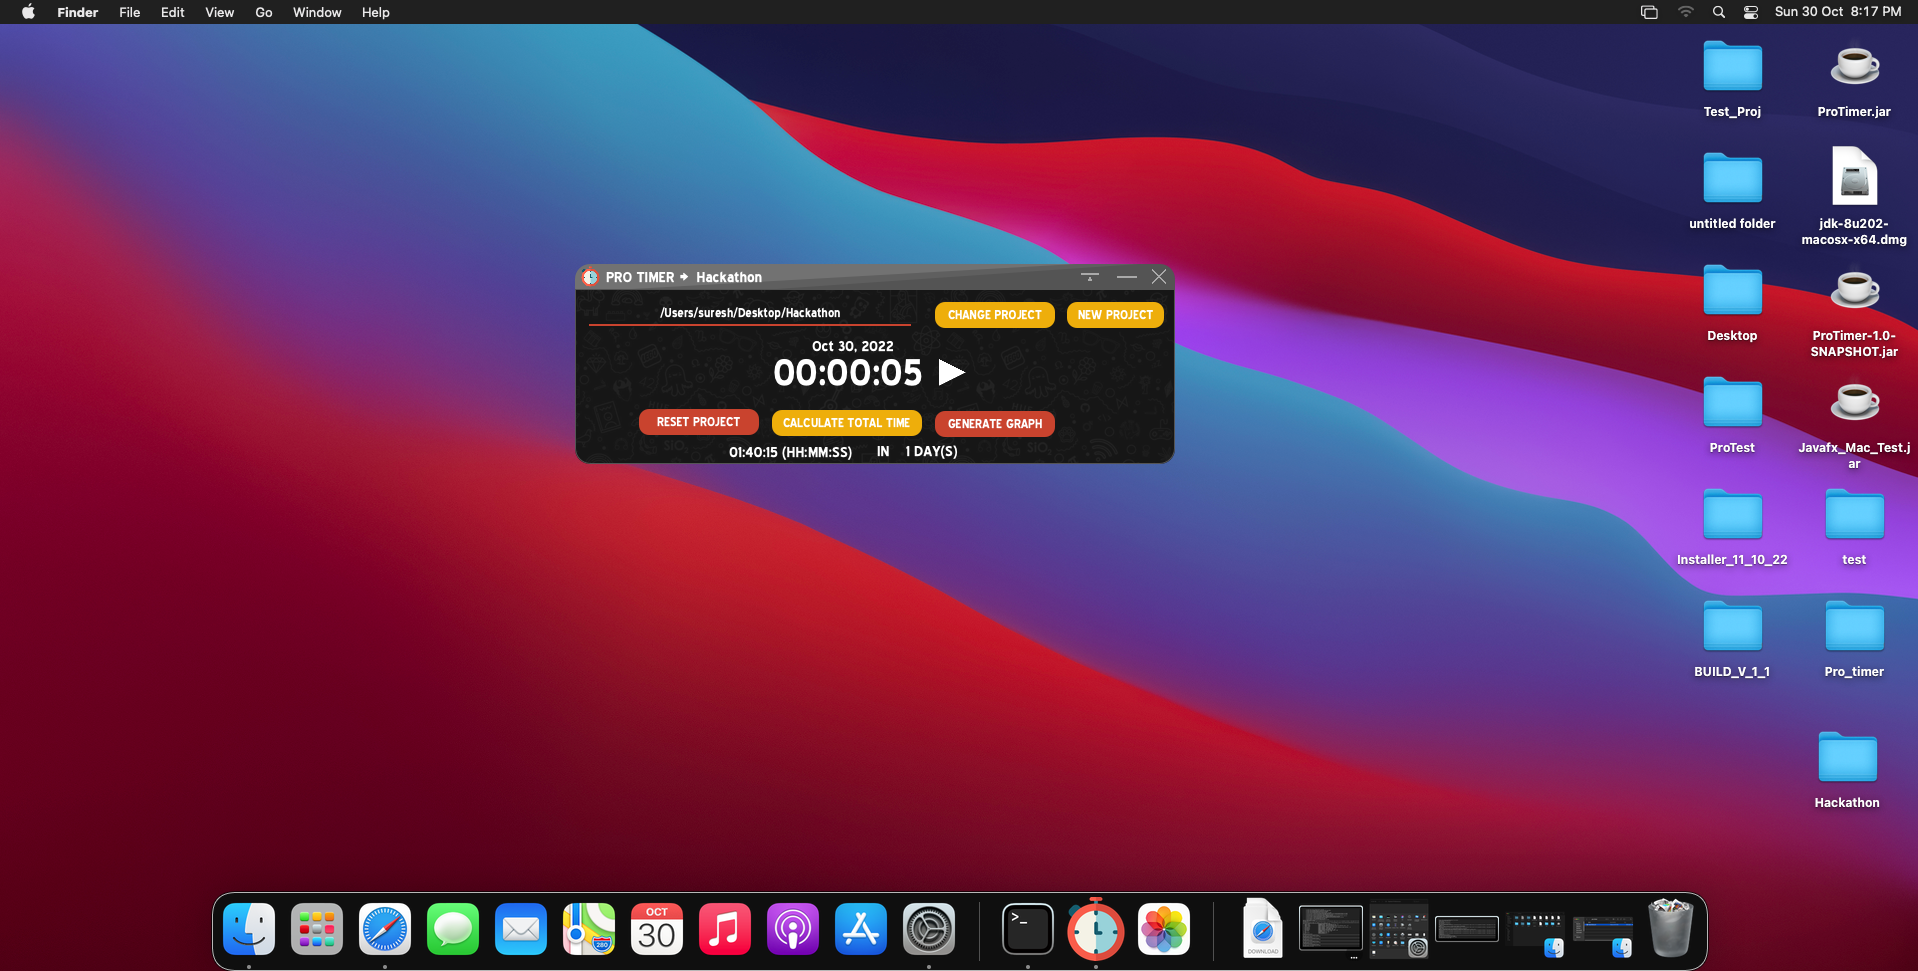 Finder File Edit View Go Window Help
Sun 30 Oct 8:17 PM
Test_Proj
ProTimer.jar
untitled folder
jdk-8u202-
macosx-x64.dmg
Desktop
ProTimer-1.0-
SNAPSHOT.jar
ProTest
Javafx_Mac_Test.j
ar
Installer_11_10_22
test
BUILD_V_1_1
Pro_timer
Hackathon
PRO TIMER → Hackathon
/Users/suresh/Desktop/Hackathon
CHANGE PROJECT
NEW PROJECT
Oct 30, 2022
00:00:05
RESET PROJECT
CALCULATE TOTAL TIME
GENERATE GRAPH
01:40:15 (HH:MM:SS) IN 1 DAY(S)
280
OCT
30
>_
DOWNLOAD